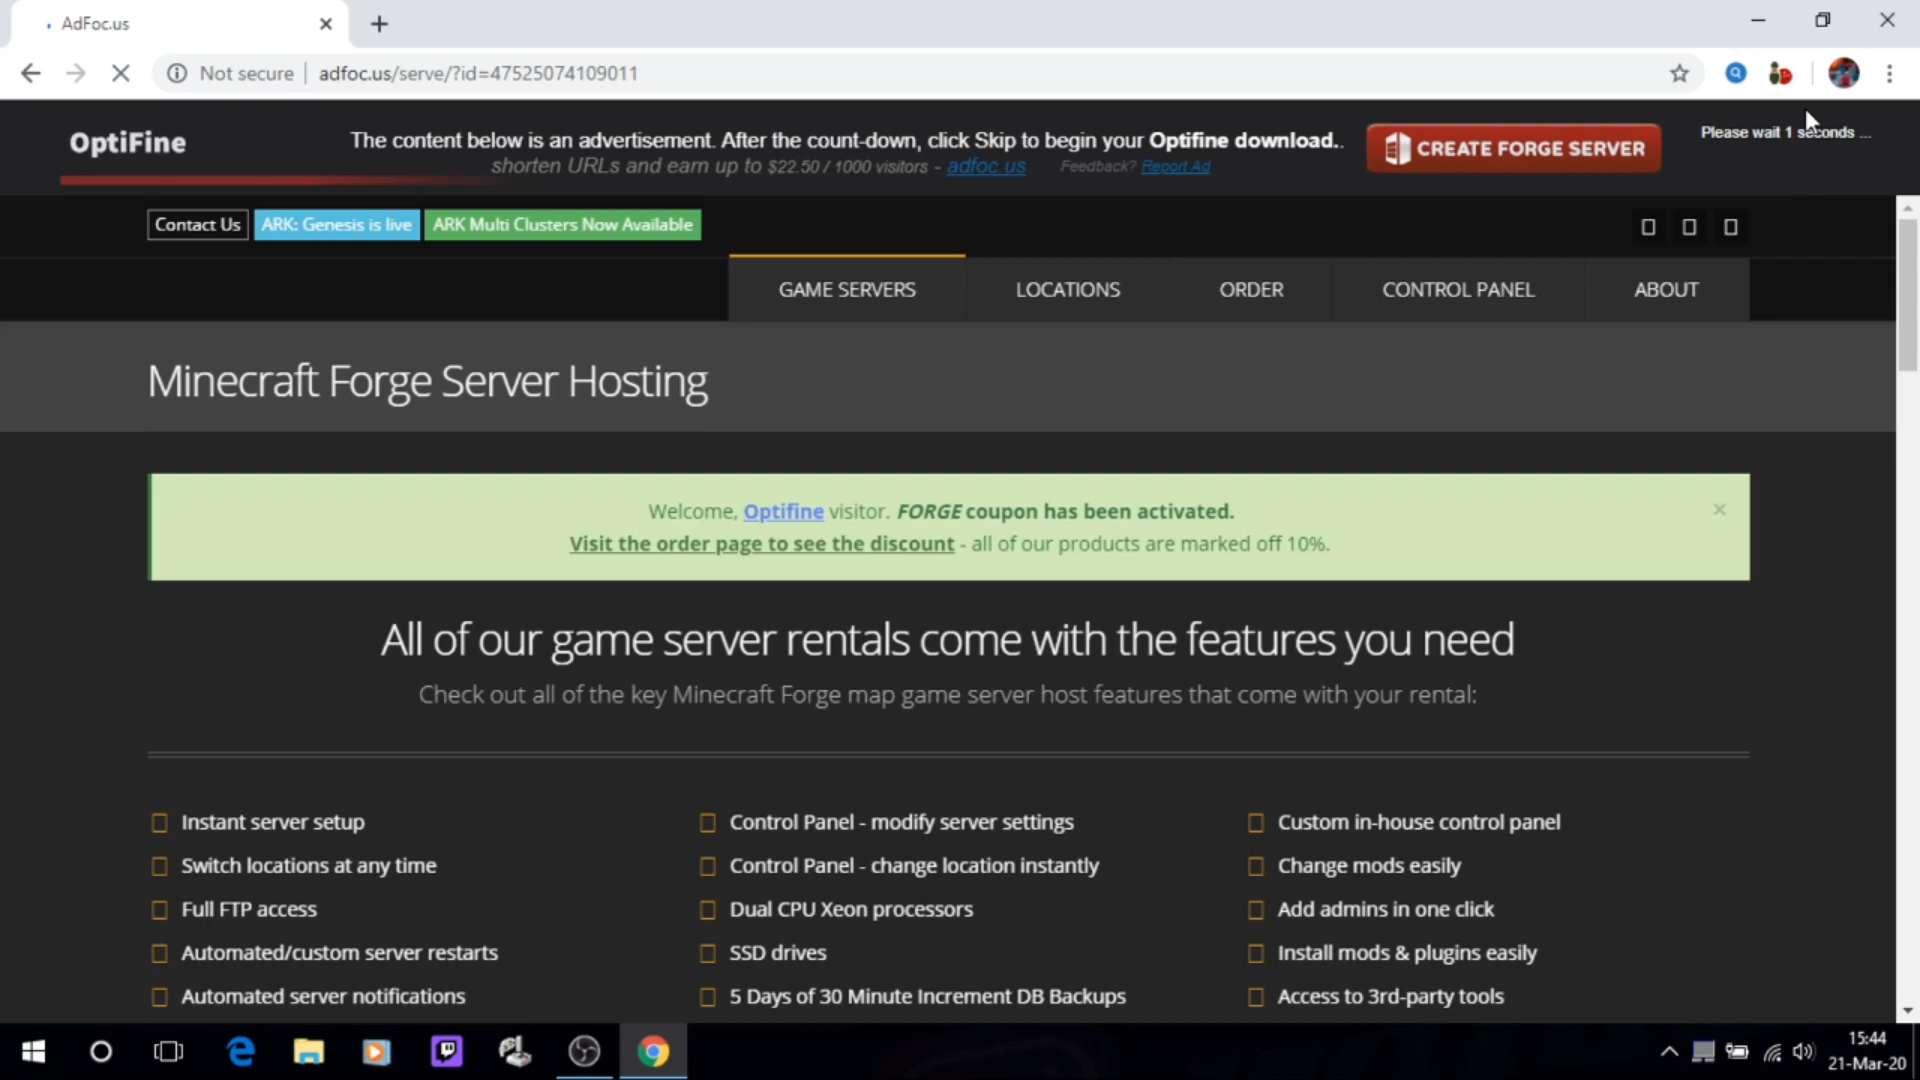 AdFoc.us
Not secure adfoc.us/serve/?id=47525074109011
OptiFine
The content below is an advertisement. After the count-down, click Skip to begin your Optifine download..
shorten URLs and earn up to $22.50 / 1000 visitors - adfoc.us Feedback? Report Ad
CREATE FORGE SERVER
Please wait 1 seconds ...
Contact Us ARK: Genesis is live ARK Multi Clusters Now Available
GAME SERVERS LOCATIONS ORDER CONTROL PANEL ABOUT
Minecraft Forge Server Hosting
Welcome, Optifine visitor. FORGE coupon has been activated.
Visit the order page to see the discount - all of our products are marked off 10%.
All of our game server rentals come with the features you need
Check out all of the key Minecraft Forge map game server host features that come with your rental:
Instant server setup Control Panel - modify server settings Custom in-house control panel
Switch locations at any time Control Panel - change location instantly Change mods easily
Full FTP access Dual CPU Xeon processors Add admins in one click
Automated/custom server restarts SSD drives Install mods & plugins easily
Automated server notifications 5 Days of 30 Minute Increment DB Backups Access to 3rd-party tools
15:44
21-Mar-20